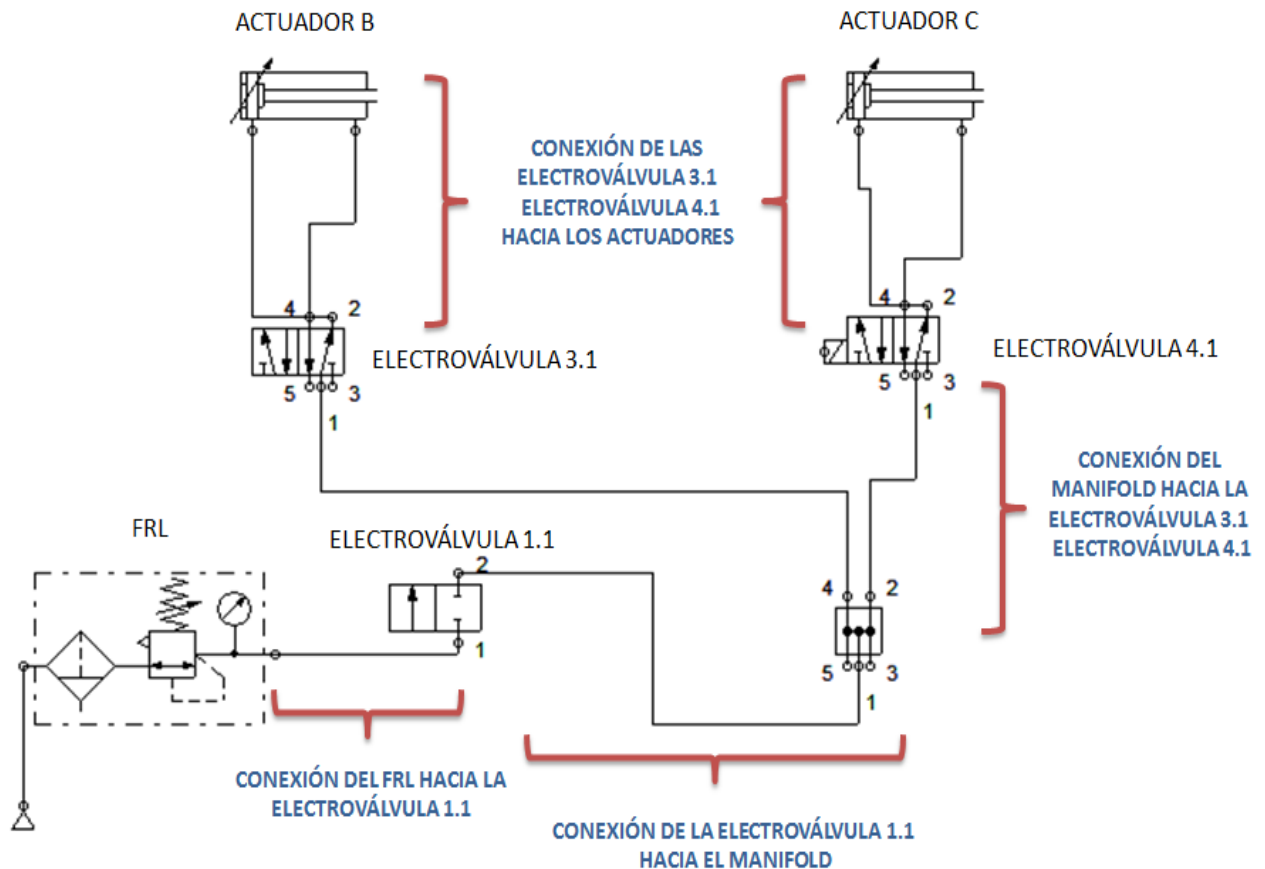 ACTUADOR B
ACTUADOR C
CONEXIÓN DE LAS
ELECTROVÁLVULA 3.1
ELECTROVÁLVULA 4.1
HACIA LOS ACTUADORES
4 2
ELECTROVÁLVULA 3.1
5 3
1
4 2
ELECTROVÁLVULA 4.1
5 3
1
CONEXIÓN DEL
MANIFOLD HACIA LA
ELECTROVÁLVULA 3.1
ELECTROVÁLVULA 4.1
FRL
ELECTROVÁLVULA 1.1
2
1
4 2
5 3
1
CONEXIÓN DEL FRL HACIA LA
ELECTROVÁLVULA 1.1
CONEXIÓN DE LA ELECTROVÁLVULA 1.1
HACIA EL MANIFOLD